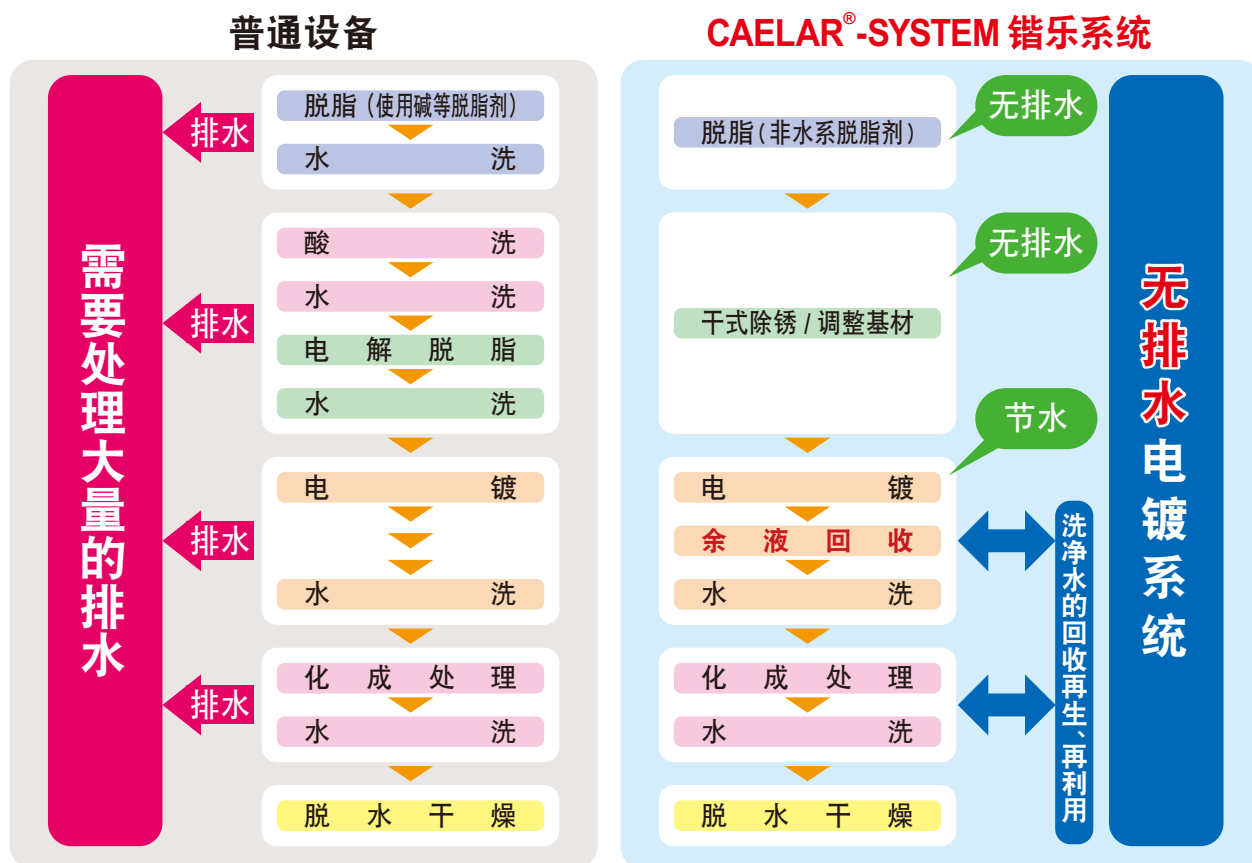 普通设备
需要处理大量的排水
脱脂（使用碱等脱脂剂）
水洗
排水
酸洗
水洗
电解脱脂
水洗
排水
电镀
水洗
排水
化成处理
水洗
排水
脱水干燥
CAELAR®-SYSTEM 锴乐系统
脱脂（非水系脱脂剂）
无排水
干式除锈 / 调整基材
无排水
节水
电镀
余液回收
水洗
化成处理
水洗
脱水干燥
洗净水的回收再生、再利用
无排水电镀系统